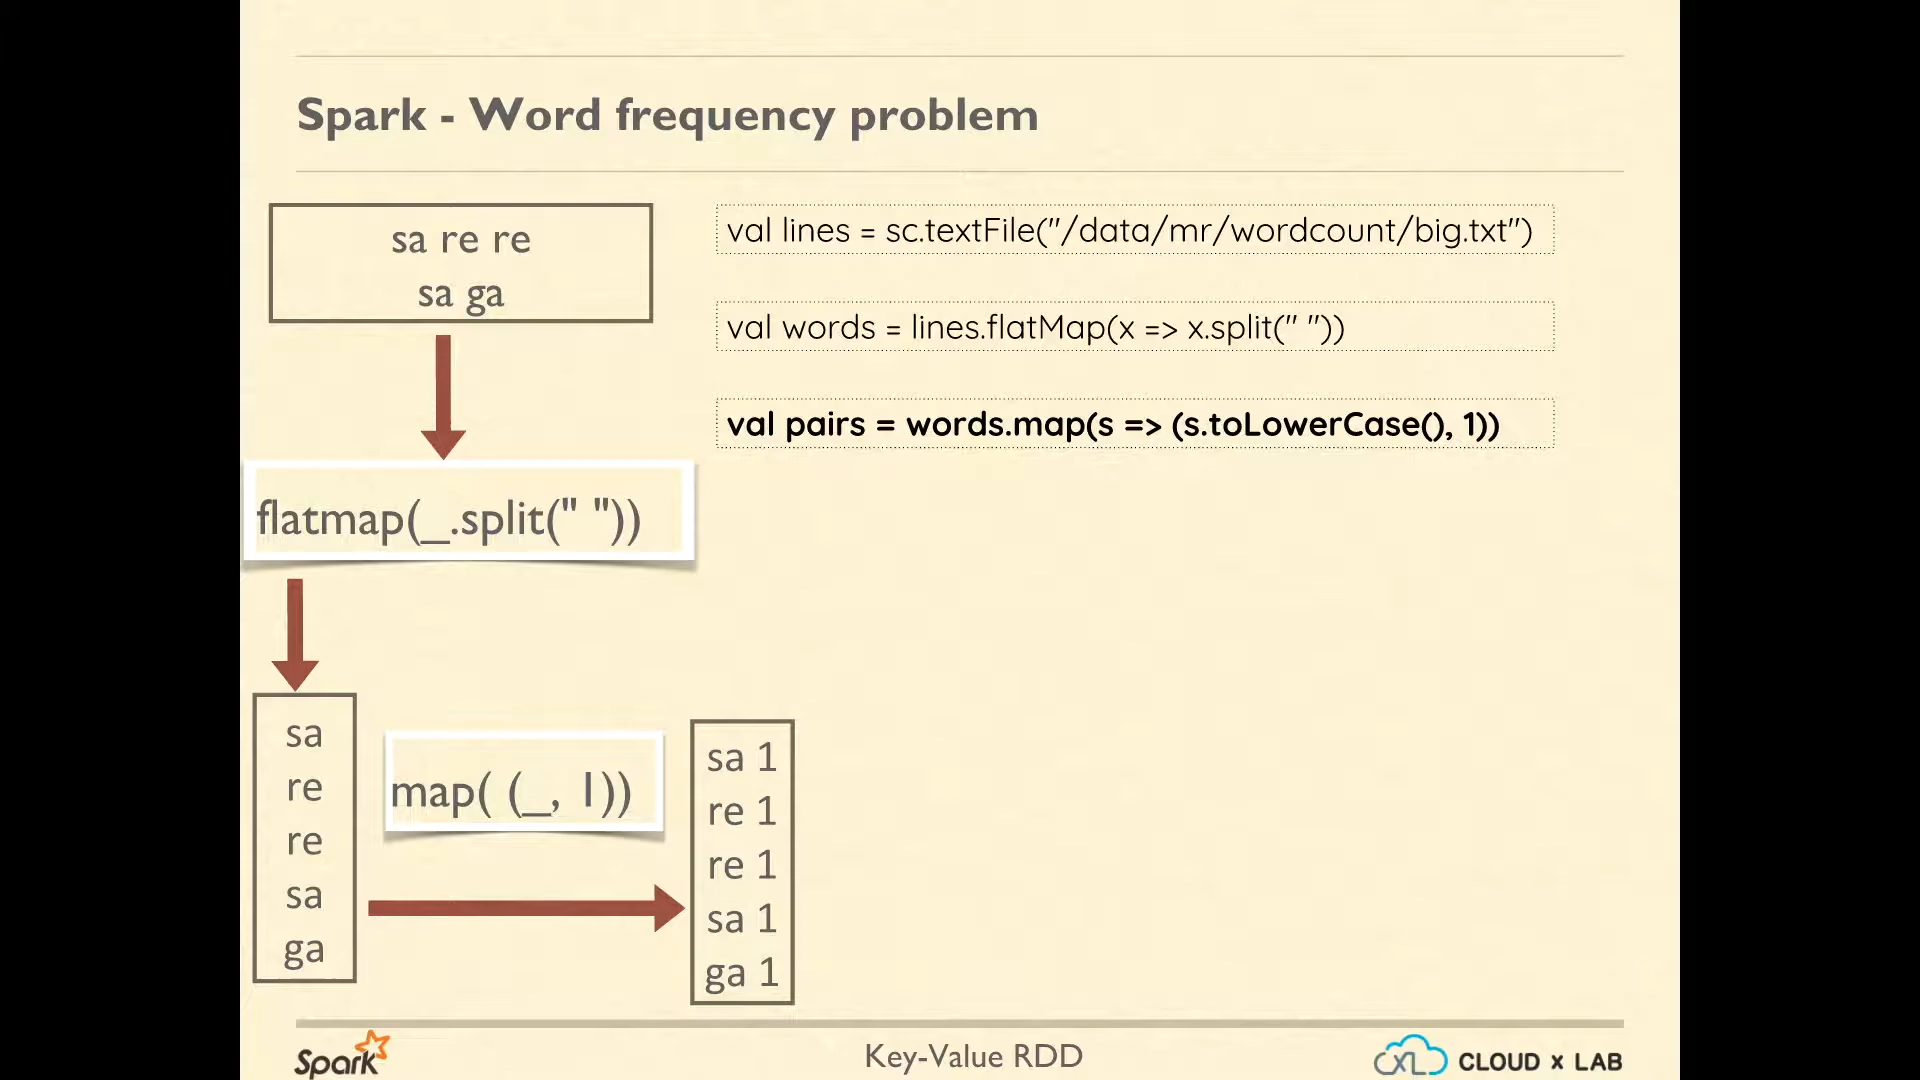 Spark - Word frequency problem
sa re re
sa ga
val lines = sc.textFile("/data/mr/wordcount/big.txt")
val words = lines.flatMap(x => x.split(" "))
val pairs = words.map(s => (s.toLowerCase(), 1))
flatmap(_.split(" "))
sa
re
re
sa
ga
map( (_, 1))
sa 1
re 1
re 1
sa 1
ga 1
Spark
Key-Value RDD
CXL CLOUD x LAB